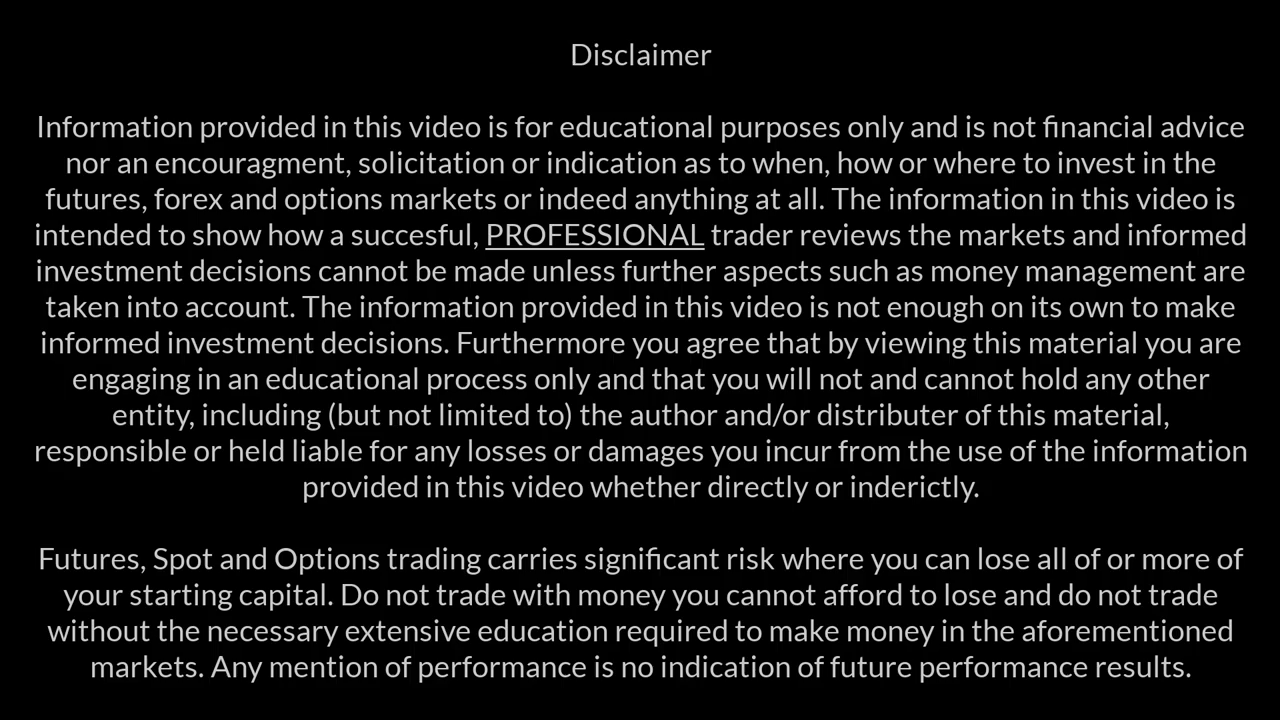 Disclaimer
Information provided in this video is for educational purposes only and is not financial advice
nor an encouragment, solicitation or indication as to when, how or where to invest in the
futures, forex and options markets or indeed anything at all. The information in this video is
intended to show how a succesful, PROFESSIONAL trader reviews the markets and informed
investment decisions cannot be made unless further aspects such as money management are
taken into account. The information provided in this video is not enough on its own to make
informed investment decisions. Furthermore you agree that by viewing this material you are
engaging in an educational process only and that you will not and cannot hold any other
entity, including (but not limited to) the author and/or distributer of this material,
responsible or held liable for any losses or damages you incur from the use of the information
provided in this video whether directly or inderictly.
Futures, Spot and Options trading carries significant risk where you can lose all of or more of
your starting capital. Do not trade with money you cannot afford to lose and do not trade
without the necessary extensive education required to make money in the aforementioned
markets. Any mention of performance is no indication of future performance results.